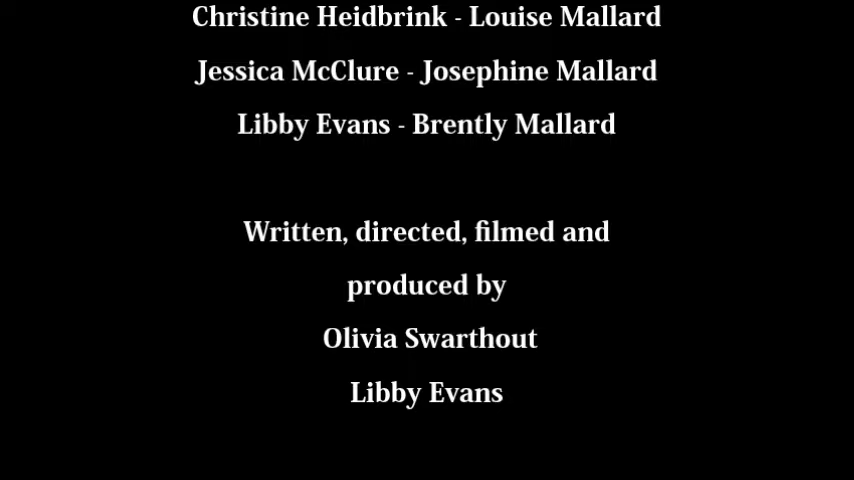 Christine Heidbrink - Louise Mallard
Jessica McClure - Josephine Mallard
Libby Evans - Brently Mallard
Written, directed, filmed and
produced by
Olivia Swarthout
Libby Evans